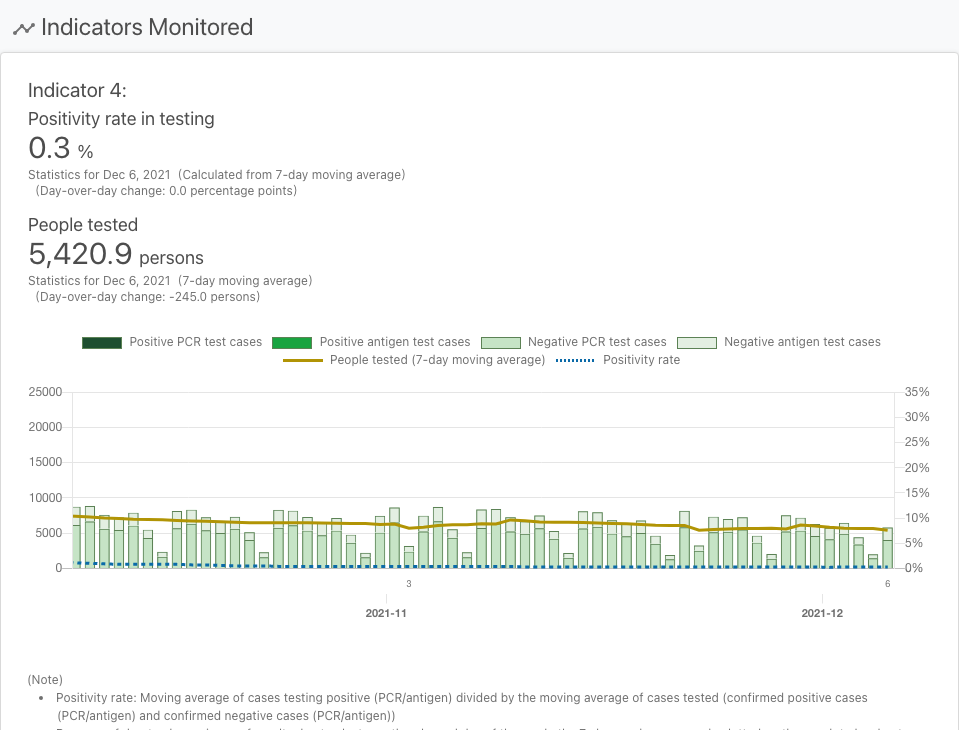 Indicators Monitored
Indicator 4:
Positivity rate in testing
0.3 %
Statistics for Dec 6, 2021 (Calculated from 7-day moving average)
(Day-over-day change: 0.0 percentage points)
People tested
5,420.9 persons
Statistics for Dec 6, 2021 (7-day moving average)
(Day-over-day change: -245.0 persons)
Positive PCR test cases Positive antigen test cases Negative PCR test cases Negative antigen test cases
People tested (7-day moving average) Positivity rate
25000 35%
30%
20000
25%
15000
20%
15%
10000
10%
5000
5%
0 0%
3 6
2021-11 2021-12
(Note)
• Positivity rate: Moving average of cases testing positive (PCR/antigen) divided by the moving average of cases tested (confirmed positive cases
(PCR/antigen) and confirmed negative cases (PCR/antigen))